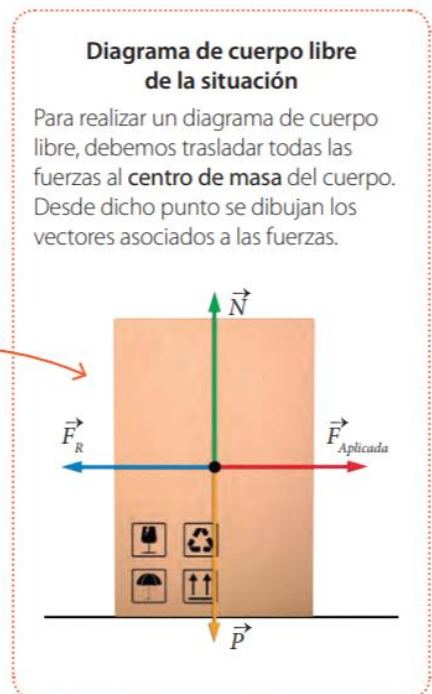 Diagrama de cuerpo libre
de la situación
Para realizar un diagrama de cuerpo
libre, debemos trasladar todas las
fuerzas al centro de masa del cuerpo.
Desde dicho punto se dibujan los
vectores asociados a las fuerzas.
N
F_R
F_Aplicada
P